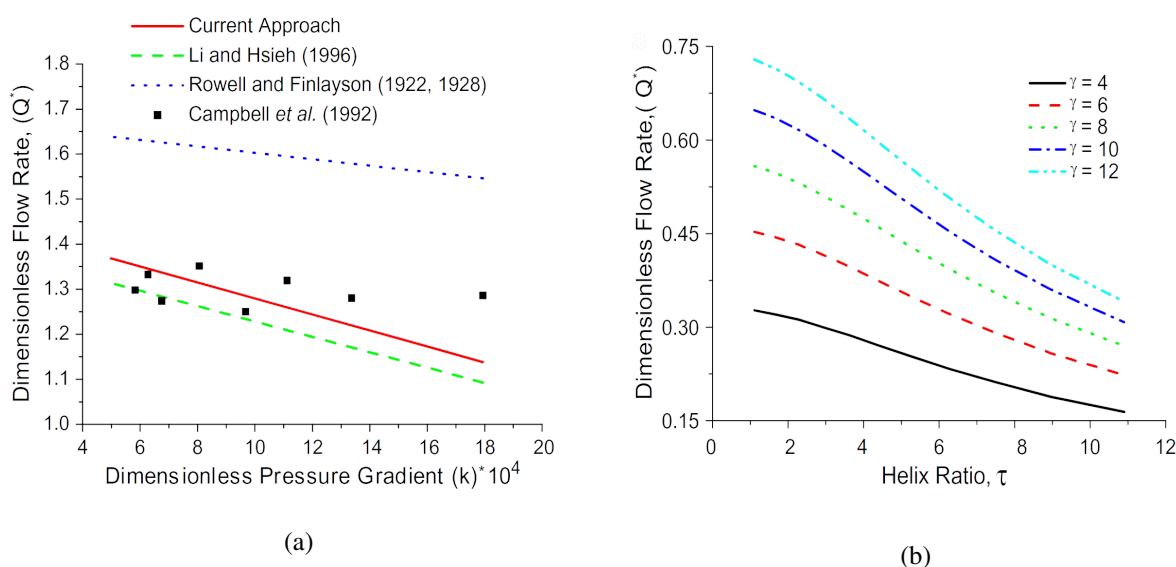 Current Approach
Li and Hsieh (1996)
Rowell and Finlayson (1922, 1928)
Campbell et al. (1992)
Dimensionless Flow Rate, (Q*)
1.8
1.7
1.6
1.5
1.4
1.3
1.2
1.1
1.0
4 6 8 10 12 14 16 18 20
Dimensionless Pressure Gradient (k)*10⁴
(a)
Dimensionless Flow Rate,( Q*)
0.75
0.60
0.45
0.30
0.15
γ = 4
γ = 6
γ = 8
γ = 10
γ = 12
0 2 4 6 8 10 12
Helix Ratio, τ
(b)